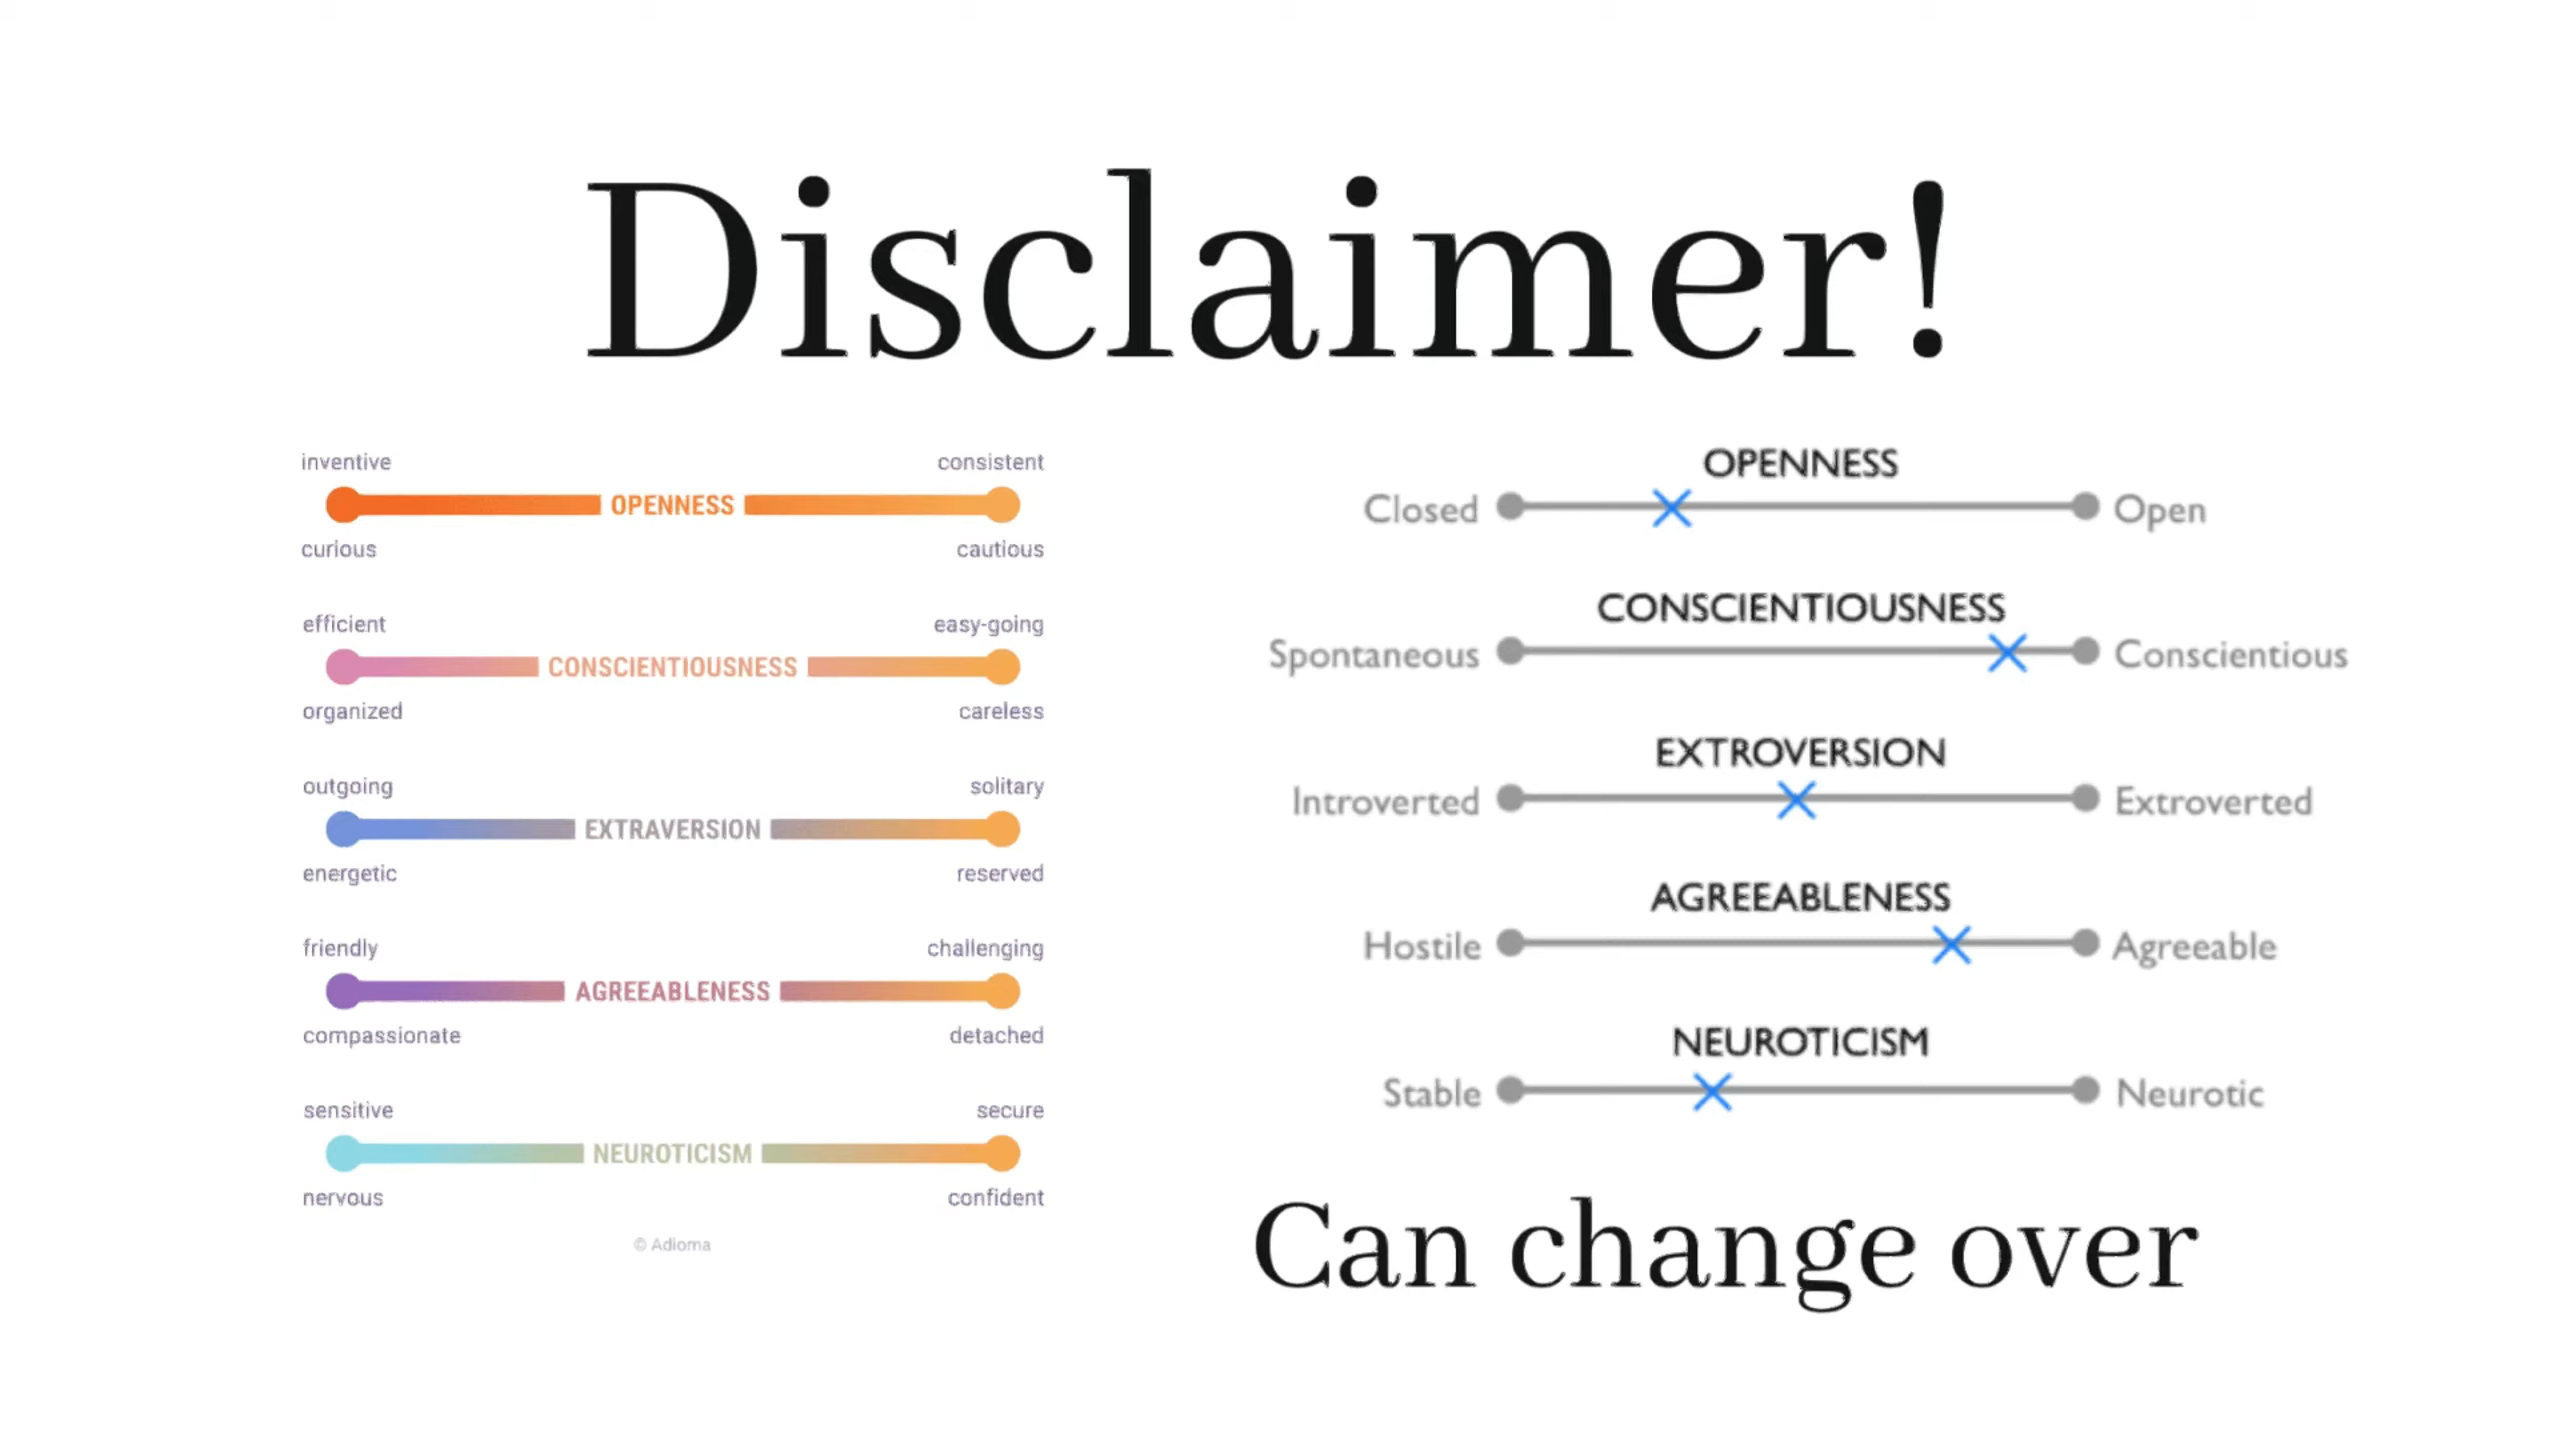 Disclaimer!
inventive consistent
OPENNESS
curious cautious
efficient easy-going
CONSCIENTIOUSNESS
organized careless
outgoing solitary
EXTRAVERSION
energetic reserved
friendly challenging
AGREEABLENESS
compassionate detached
sensitive secure
NEUROTICISM
nervous confident
© Adioma
OPENNESS
Closed Open
CONSCIENTIOUSNESS
Spontaneous Conscientious
EXTROVERSION
Introverted Extroverted
AGREEABLENESS
Hostile Agreeable
NEUROTICISM
Stable Neurotic
Can change over